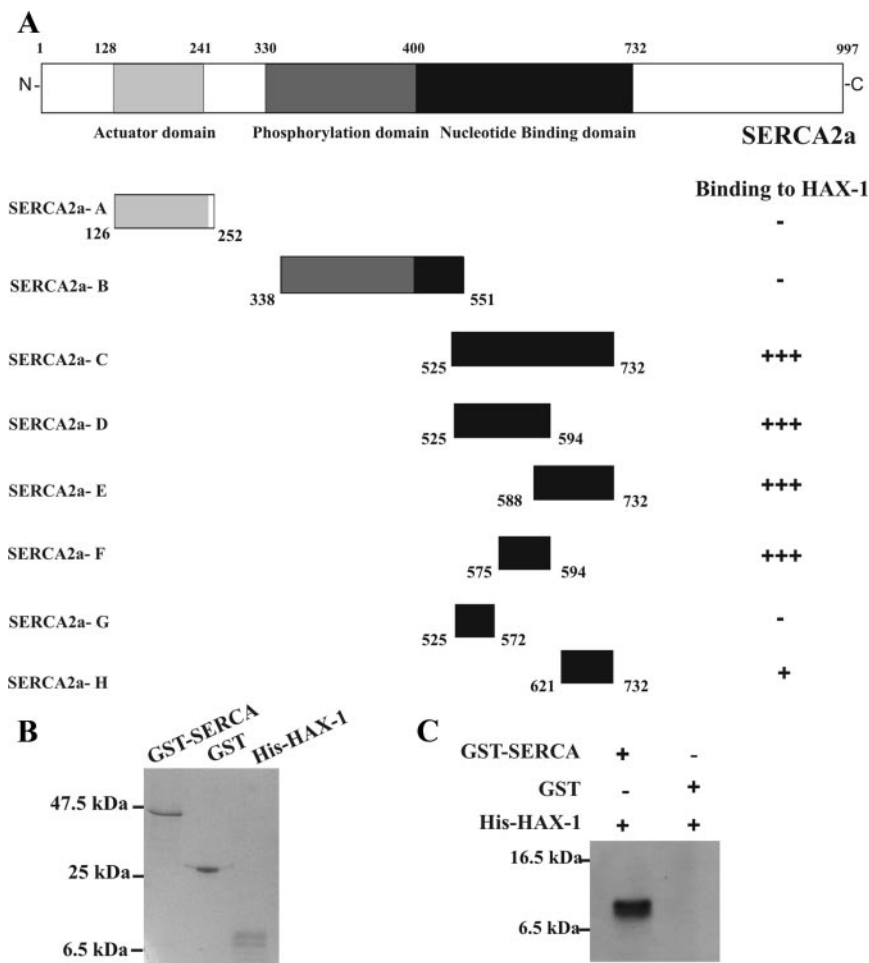 A
1 128 241 330 400 732 997
N- -C
Actuator domain Phosphorylation domain Nucleotide Binding domain SERCA2a
Binding to HAX-1
SERCA2a- A 126 252 -
SERCA2a- B 338 551 -
SERCA2a- C 525 732 +++
SERCA2a- D 525 594 +++
SERCA2a- E 588 732 +++
SERCA2a- F 575 594 +++
SERCA2a- G 525 572 -
SERCA2a- H 621 732 +
B
GST-SERCA GST His-HAX-1
47.5 kDa
25 kDa
6.5 kDa
C
GST-SERCA + -
GST - +
His-HAX-1 + +
16.5 kDa
6.5 kDa